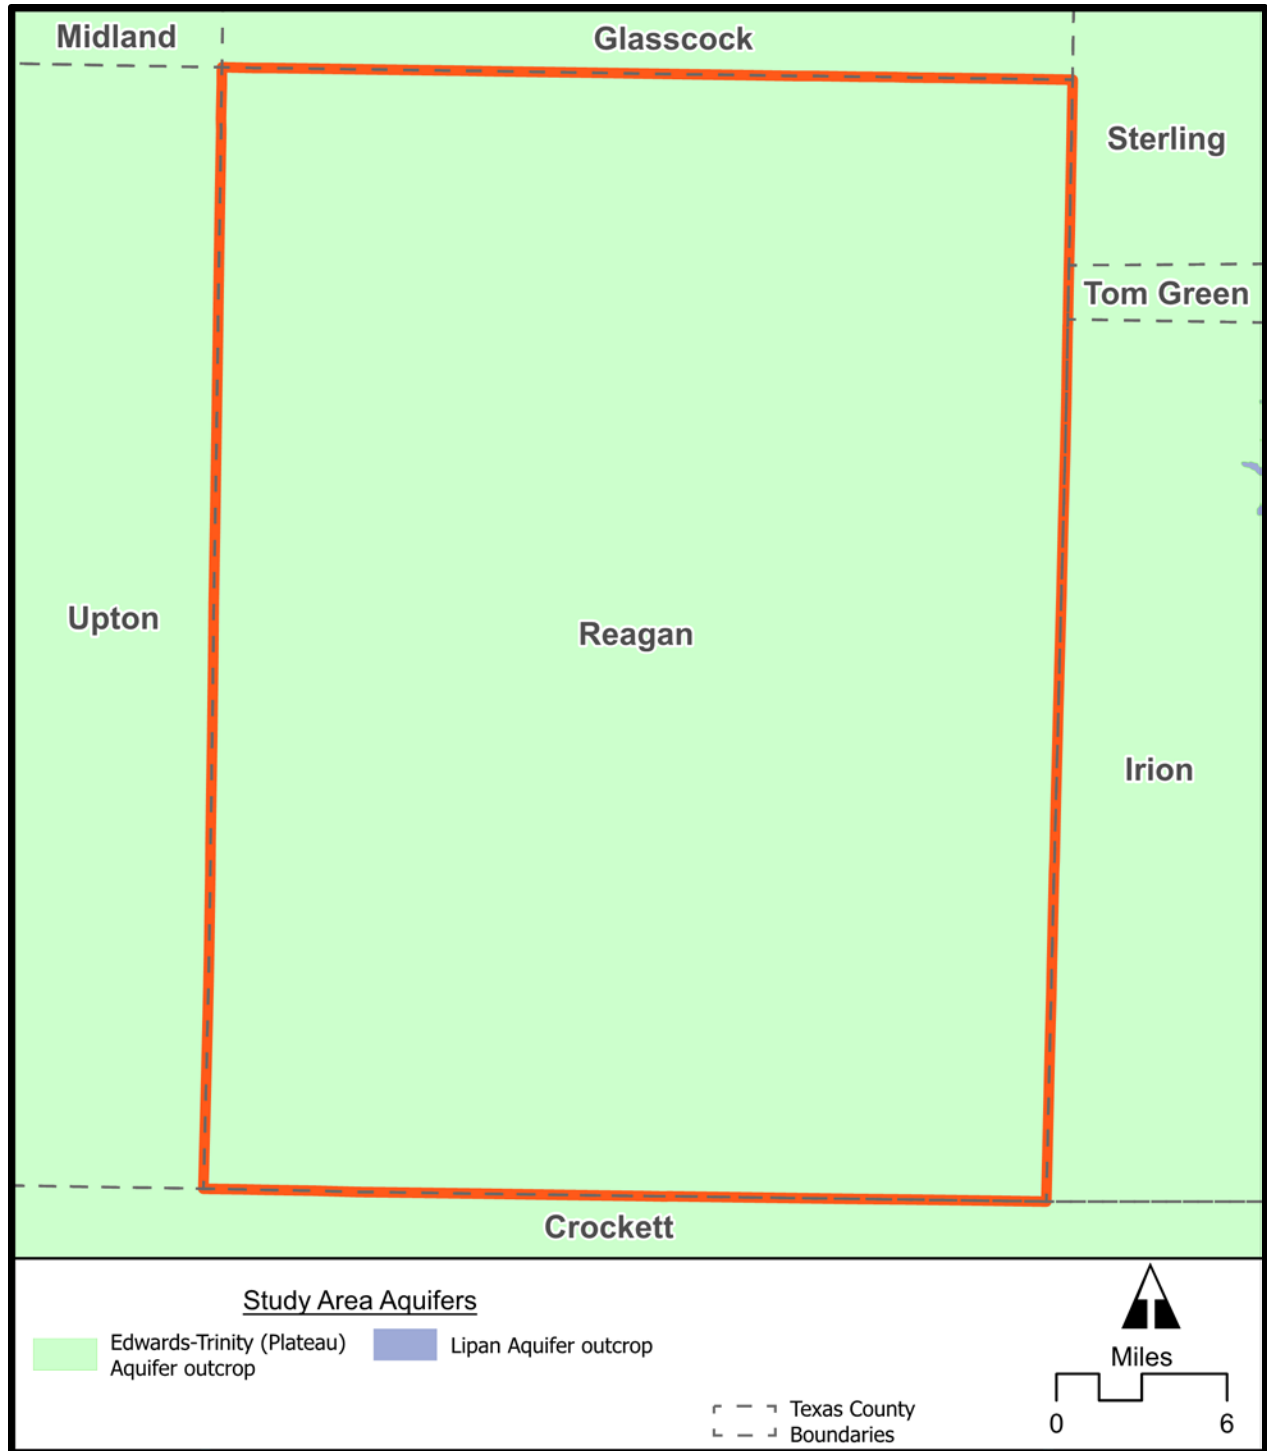 Midland
Glasscock
Sterling
Tom Green
Upton
Reagan
Irion
Crockett
Study Area Aquifers
Edwards-Trinity (Plateau)
Aquifer outcrop
Lipan Aquifer outcrop
Texas County
Boundaries
Miles
0 6